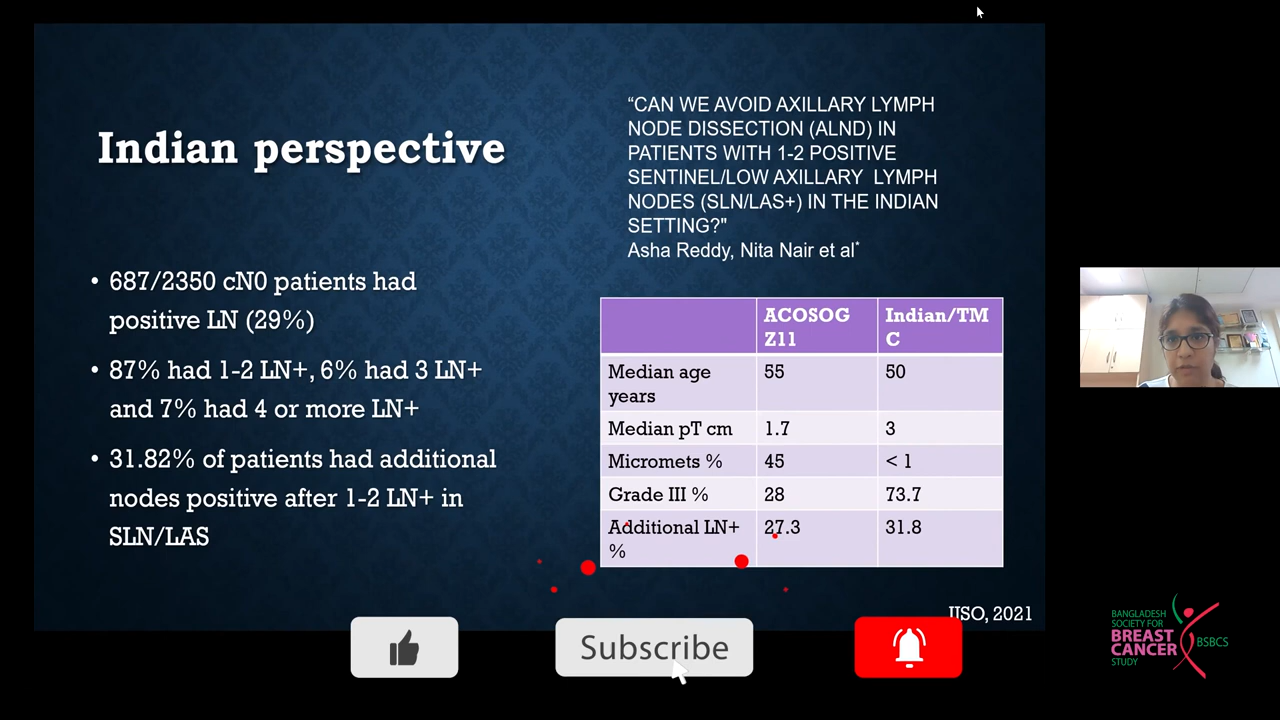 Indian perspective
• 687/2350 cN0 patients had
positive LN (29%)
• 87% had 1-2 LN+, 6% had 3 LN+
and 7% had 4 or more LN+
• 31.82% of patients had additional
nodes positive after 1-2 LN+ in
SLN/LAS
“CAN WE AVOID AXILLARY LYMPH
NODE DISSECTION (ALND) IN
PATIENTS WITH 1-2 POSITIVE
SENTINEL/LOW AXILLARY LYMPH
NODES (SLN/LAS+) IN THE INDIAN
SETTING?"
Asha Reddy, Nita Nair et al*
ACOSOG Indian/TM
Z11 C
Median age 55 50
years
Median pT cm 1.7 3
Micromets % 45 < 1
Grade III % 28 73.7
Additional LN+ 27.3 31.8
%
IJSO, 2021
Subscribe
BANGLADESH
SOCIETY FOR
BREAST
CANCER BSBCS
STUDY